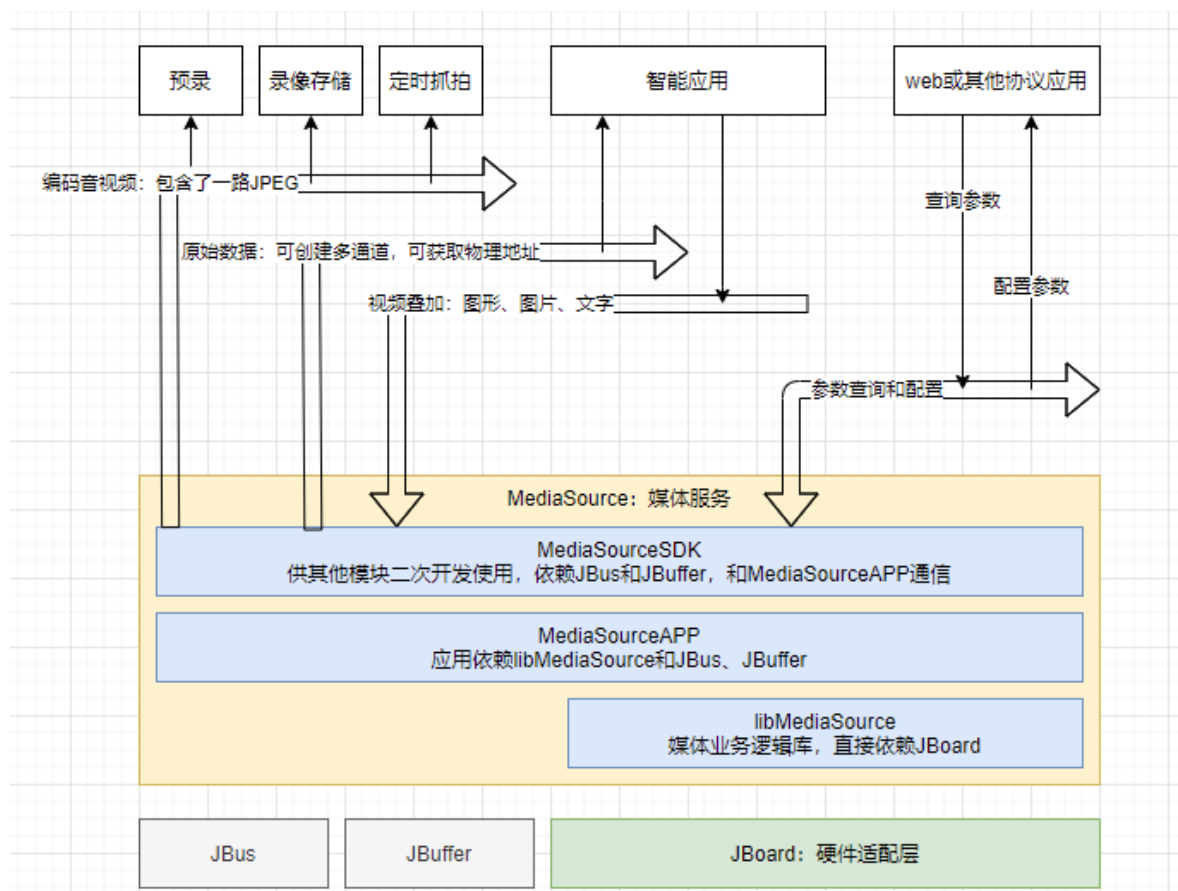 预录
录像存储
定时抓拍
智能应用
web或其他协议应用
编码音视频：包含了一路JPEG
查询参数
原始数据：可创建多通道，可获取物理地址
配置参数
视频叠加：图形、图片、文字
参数查询和配置
MediaSource：媒体服务
MediaSourceSDK
供其他模块二次开发使用，依赖JBus和JBuffer，和MediaSourceAPP通信
MediaSourceAPP
应用依赖libMediaSource和JBus、JBuffer
libMediaSource
媒体业务逻辑库，直接依赖JBoard
JBus
JBuffer
JBoard：硬件适配层